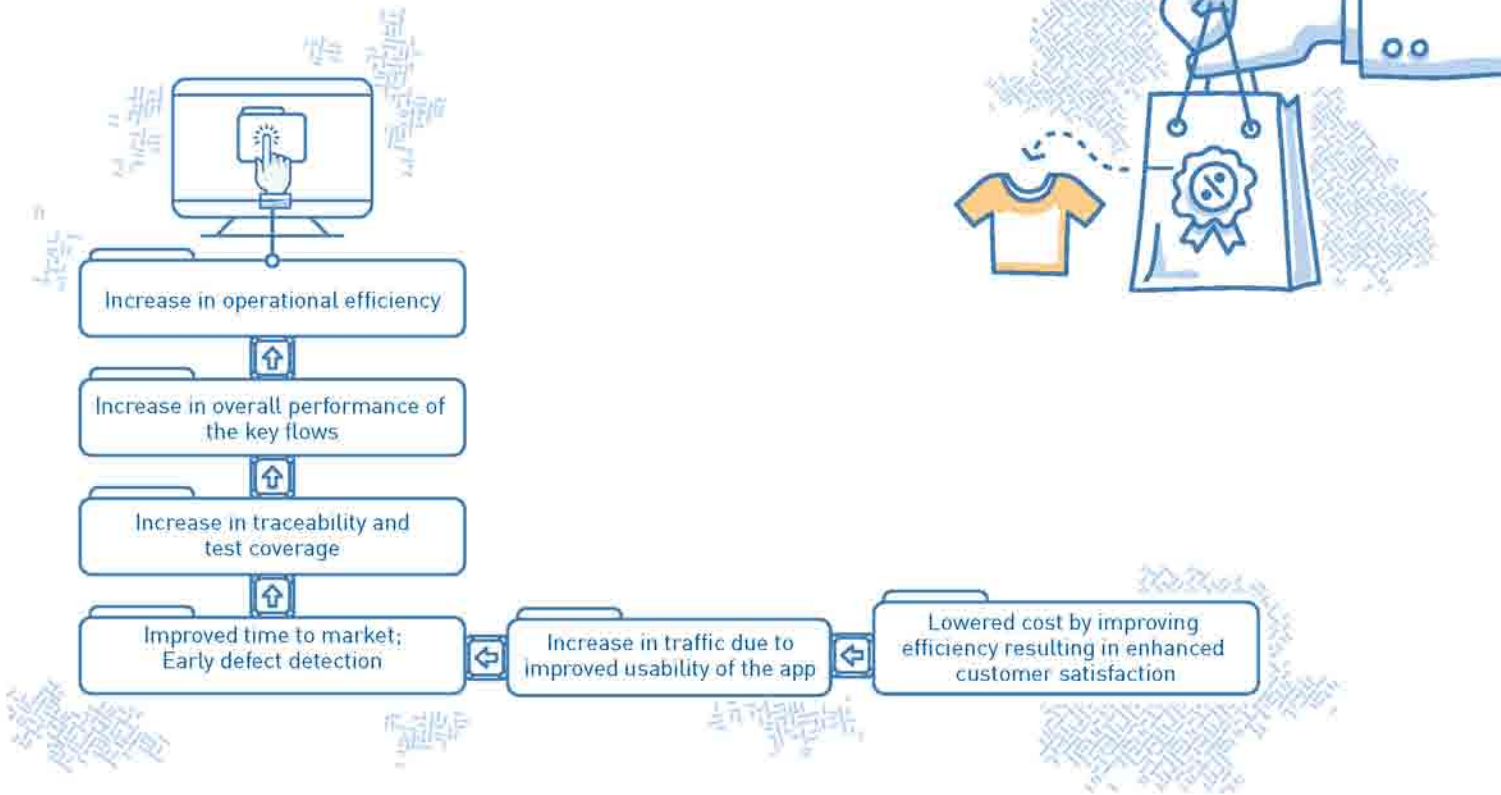 Increase in operational efficiency
Increase in overall performance of
the key flows
Increase in traceability and
test coverage
Improved time to market;
Early defect detection
Increase in traffic due to
improved usability of the app
Lowered cost by improving
efficiency resulting in enhanced
customer satisfaction
%